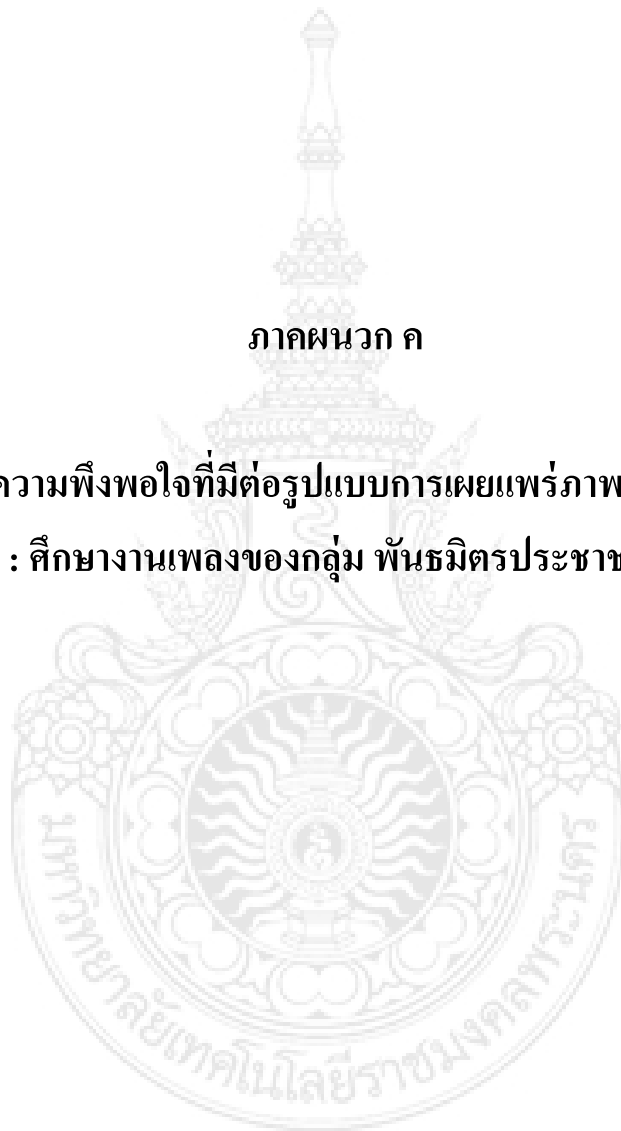 ภาคผนวก ค
ความพึงพอใจที่มีต่อรูปแบบการเผยแพร่ภาพ
: ศึกษางานเพลงของกลุ่ม พันธมิตรประชาช
มหาวิทยาลัยเทคโนโลยีราชมงคลพระนคร